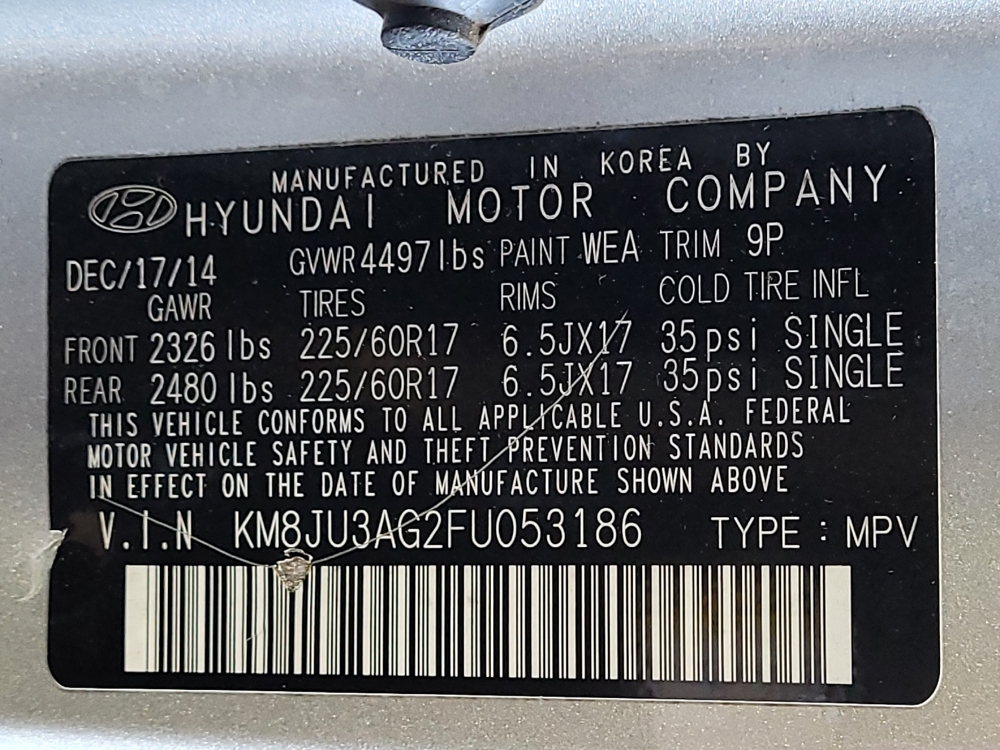 MANUFACTURED IN KOREA BY
HYUNDAI MOTOR COMPANY
DEC/17/14 GVWR 4497lbs PAINT WEA TRIM 9P
GAWR TIRES RIMS COLD TIRE INFL
FRONT 2326 lbs 225/60R17 6.5JX17 35psi SINGLE
REAR 2480 lbs 225/60R17 6.5JX17 35psi SINGLE
THIS VEHICLE CONFORMS TO ALL APPLICABLE U.S.A. FEDERAL
MOTOR VEHICLE SAFETY AND THEFT PREVENTION STANDARDS
IN EFFECT ON THE DATE OF MANUFACTURE SHOWN ABOVE
V.I.N KM8JU3AG2FU053186 TYPE : MPV